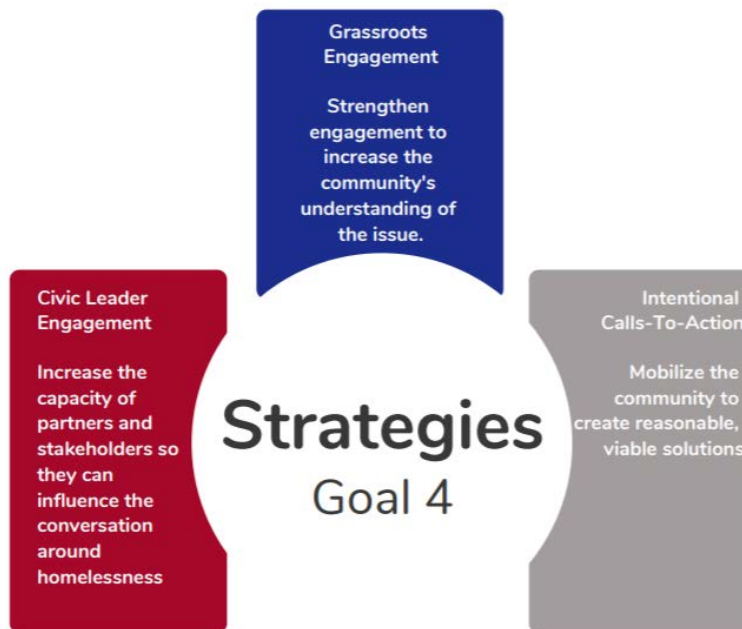 Grassroots
Engagement
Strengthen
engagement to
increase the
community's
understanding of
the issue.
Civic Leader
Engagement
Increase the
capacity of
partners and
stakeholders so
they can
influence the
conversation
around
homelessness
Strategies
Goal 4
Intentional
Calls-To-Action
Mobilize the
community to
create reasonable,
viable solutions